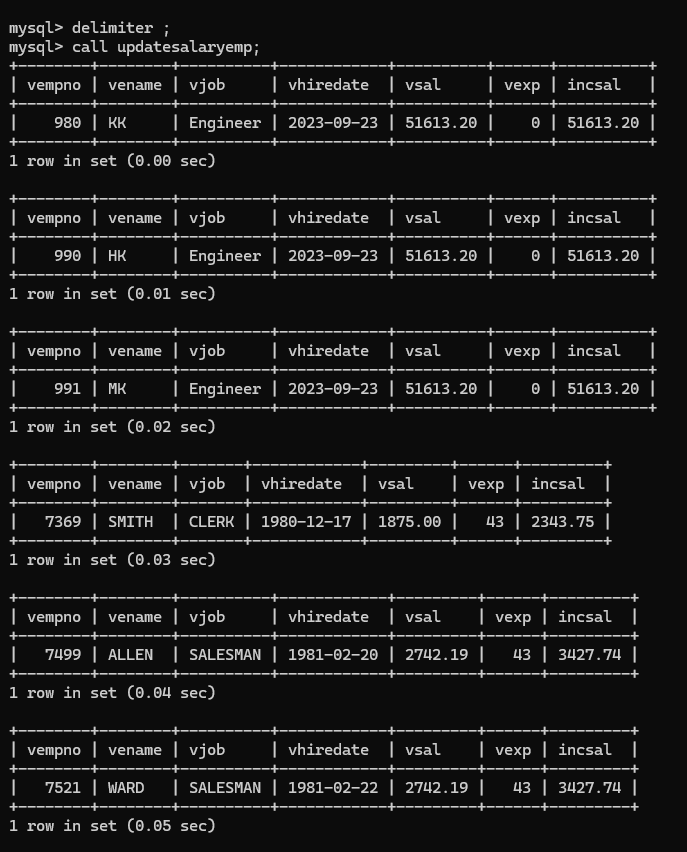 mysql> delimiter ;
mysql> call updatesalaryemp;
+--------+--------+----------+------------+----------+------+----------+
| vempno | vename | vjob     | vhiredate  | vsal     | vexp | incsal   |
+--------+--------+----------+------------+----------+------+----------+
|    980 | KK     | Engineer | 2023-09-23 | 51613.20 |    0 | 51613.20 |
+--------+--------+----------+------------+----------+------+----------+
1 row in set (0.00 sec)

+--------+--------+----------+------------+----------+------+----------+
| vempno | vename | vjob     | vhiredate  | vsal     | vexp | incsal   |
+--------+--------+----------+------------+----------+------+----------+
|    990 | HK     | Engineer | 2023-09-23 | 51613.20 |    0 | 51613.20 |
+--------+--------+----------+------------+----------+------+----------+
1 row in set (0.01 sec)

+--------+--------+----------+------------+----------+------+----------+
| vempno | vename | vjob     | vhiredate  | vsal     | vexp | incsal   |
+--------+--------+----------+------------+----------+------+----------+
|    991 | MK     | Engineer | 2023-09-23 | 51613.20 |    0 | 51613.20 |
+--------+--------+----------+------------+----------+------+----------+
1 row in set (0.02 sec)

+--------+--------+-------+------------+---------+------+---------+
| vempno | vename | vjob  | vhiredate  | vsal    | vexp | incsal  |
+--------+--------+-------+------------+---------+------+---------+
|   7369 | SMITH  | CLERK | 1980-12-17 | 1875.00 |   43 | 2343.75 |
+--------+--------+-------+------------+---------+------+---------+
1 row in set (0.03 sec)

+--------+--------+----------+------------+---------+------+---------+
| vempno | vename | vjob     | vhiredate  | vsal    | vexp | incsal  |
+--------+--------+----------+------------+---------+------+---------+
|   7499 | ALLEN  | SALESMAN | 1981-02-20 | 2742.19 |   43 | 3427.74 |
+--------+--------+----------+------------+---------+------+---------+
1 row in set (0.04 sec)

+--------+--------+----------+------------+---------+------+---------+
| vempno | vename | vjob     | vhiredate  | vsal    | vexp | incsal  |
+--------+--------+----------+------------+---------+------+---------+
|   7521 | WARD   | SALESMAN | 1981-02-22 | 2742.19 |   43 | 3427.74 |
+--------+--------+----------+------------+---------+------+---------+
1 row in set (0.05 sec)